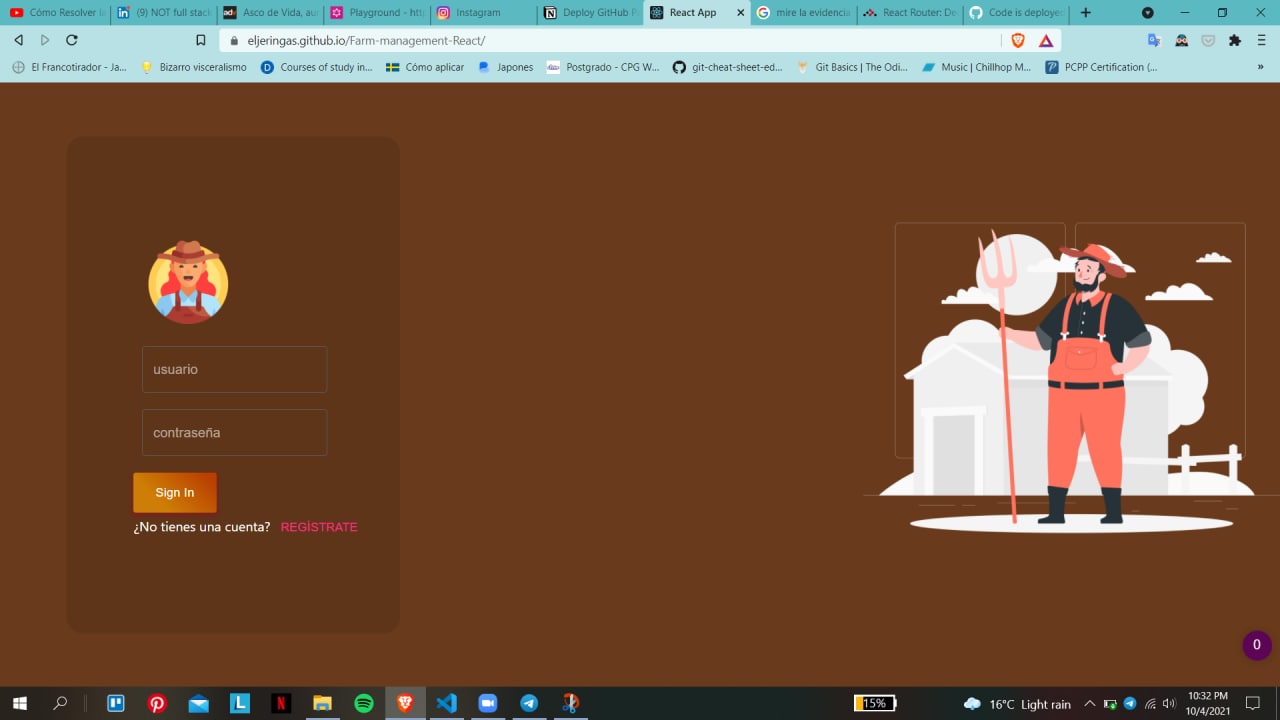 Cómo Resolver
(9) NOT full stack
Asco de Vida, au
Playground - http
Instagram
Deploy GitHub P
React App
mire la evidencia
React Router: De
Code is deployed
eljeringas.github.io/Farm-management-React/
El Francotirador - Ja...
Bizarro visceralismo
Courses of study in...
Cómo aplicar
Japones
Postgrado - CPG W...
git-cheat-sheet-ed...
Git Basics | The Odi...
Music | Chillhop M...
PCPP Certification (...
»
usuario
contraseña
Sign In
¿No tienes una cuenta? REGÍSTRATE
0
15%
16°C Light rain
10:32 PM
10/4/2021